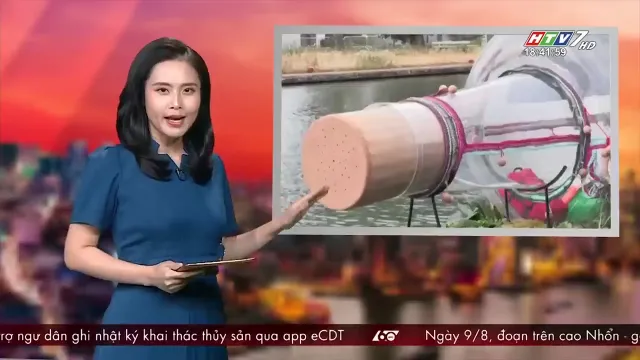 HTV7 HD
18:41:59
rợ ngư dân ghi nhật ký khai thác thủy sản qua app eCDT 60 Ngày 9/8, đoạn trên cao Nhổn - g